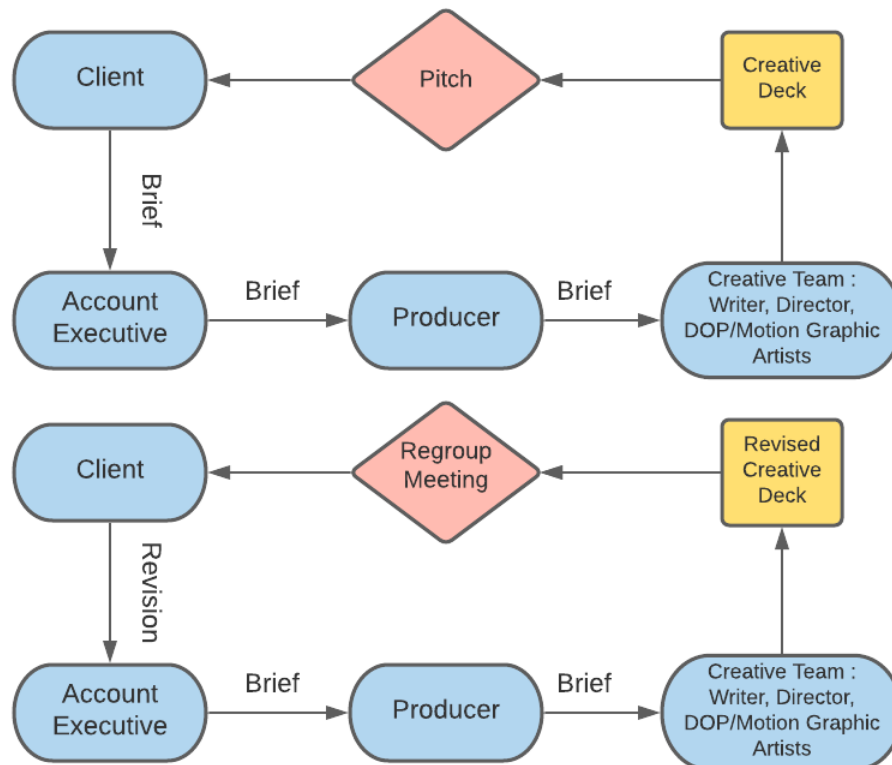 Client
Pitch
Creative
Deck
Brief
Account
Executive
Brief
Producer
Brief
Creative Team :
Writer, Director,
DOP/Motion Graphic
Artists
Client
Regroup
Meeting
Revised
Creative
Deck
Revision
Account
Executive
Brief
Producer
Brief
Creative Team :
Writer, Director,
DOP/Motion Graphic
Artists